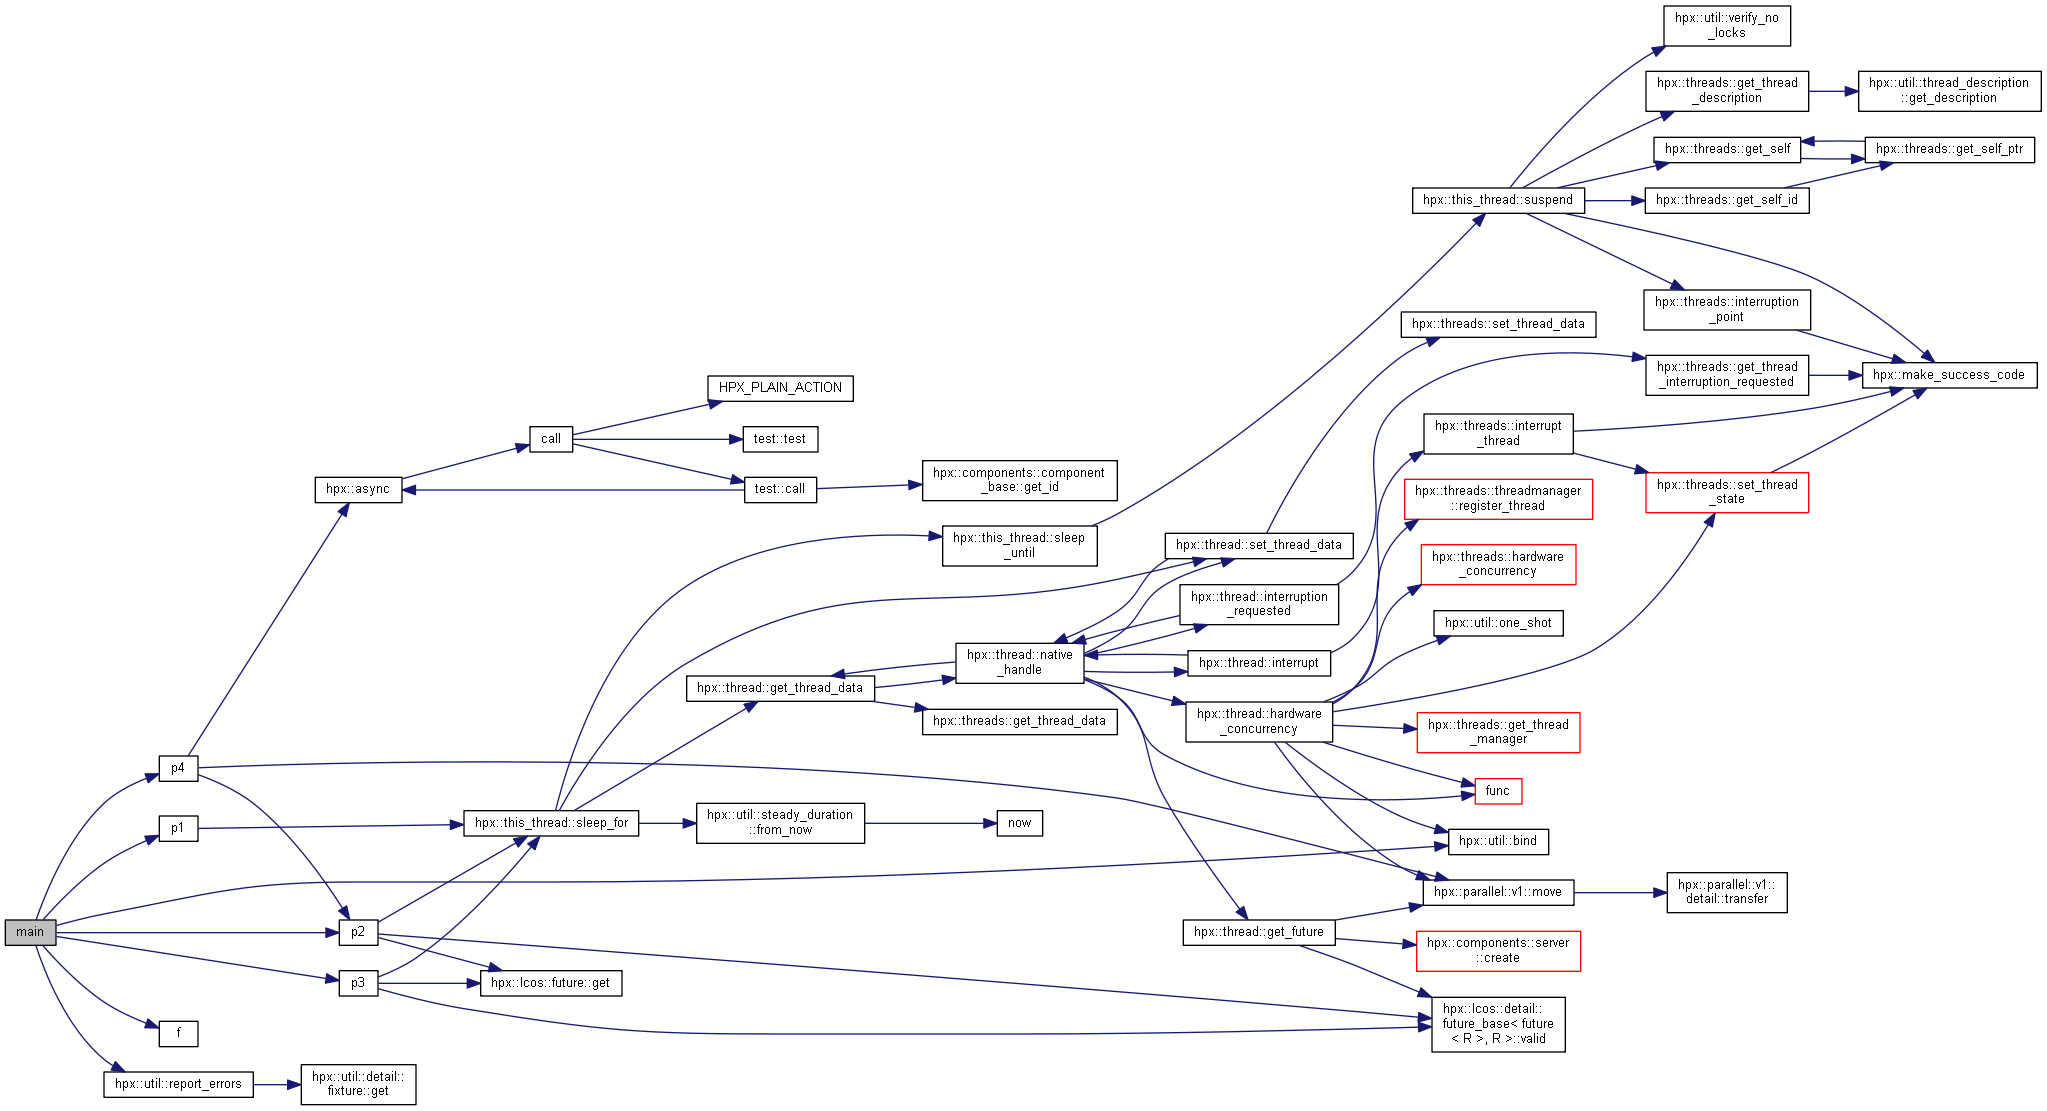 hpx::util::verify_no
_locks
hpx::threads::get_thread
_description
hpx::util::thread_description
::get_description
hpx::threads::get_self
hpx::threads::get_self_ptr
hpx::this_thread::suspend
hpx::threads::get_self_id
hpx::threads::interruption
_point
hpx::threads::set_thread_data
hpx::threads::get_thread
_interruption_requested
hpx::make_success_code
HPX_PLAIN_ACTION
call
test::test
hpx::threads::interrupt
_thread
hpx::async
test::call
hpx::components::component
_base::get_id
hpx::threads::threadmanager
::register_thread
hpx::threads::set_thread
_state
hpx::this_thread::sleep
_until
hpx::thread::set_thread_data
hpx::threads::hardware
_concurrency
hpx::thread::interruption
_requested
hpx::util::one_shot
hpx::thread::native
_handle
hpx::thread::interrupt
hpx::thread::get_thread_data
hpx::threads::get_thread_data
hpx::thread::hardware
_concurrency
hpx::threads::get_thread
_manager
p4
func
p1
hpx::this_thread::sleep_for
hpx::util::steady_duration
::from_now
now
hpx::util::bind
hpx::parallel::v1::move
hpx::parallel::v1::
detail::transfer
main
p2
hpx::thread::get_future
hpx::components::server
::create
p3
hpx::lcos::future::get
hpx::lcos::detail::
future_base< future
< R >, R >::valid
f
hpx::util::report_errors
hpx::util::detail::
fixture::get